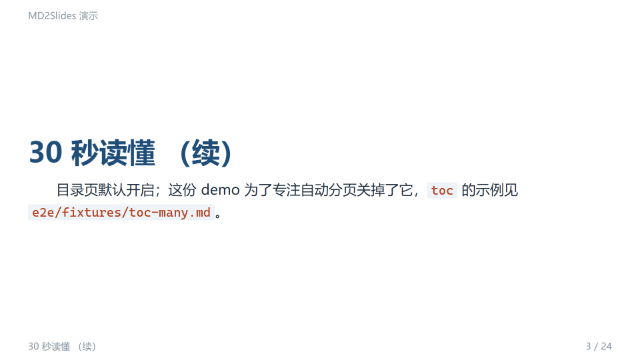 MD2Slides 演示
30 秒读懂 （续）
目录页默认开启；这份 demo 为了专注自动分页关掉了它，toc 的示例见
e2e/fixtures/toc-many.md。
30 秒读懂 （续）
3 / 24